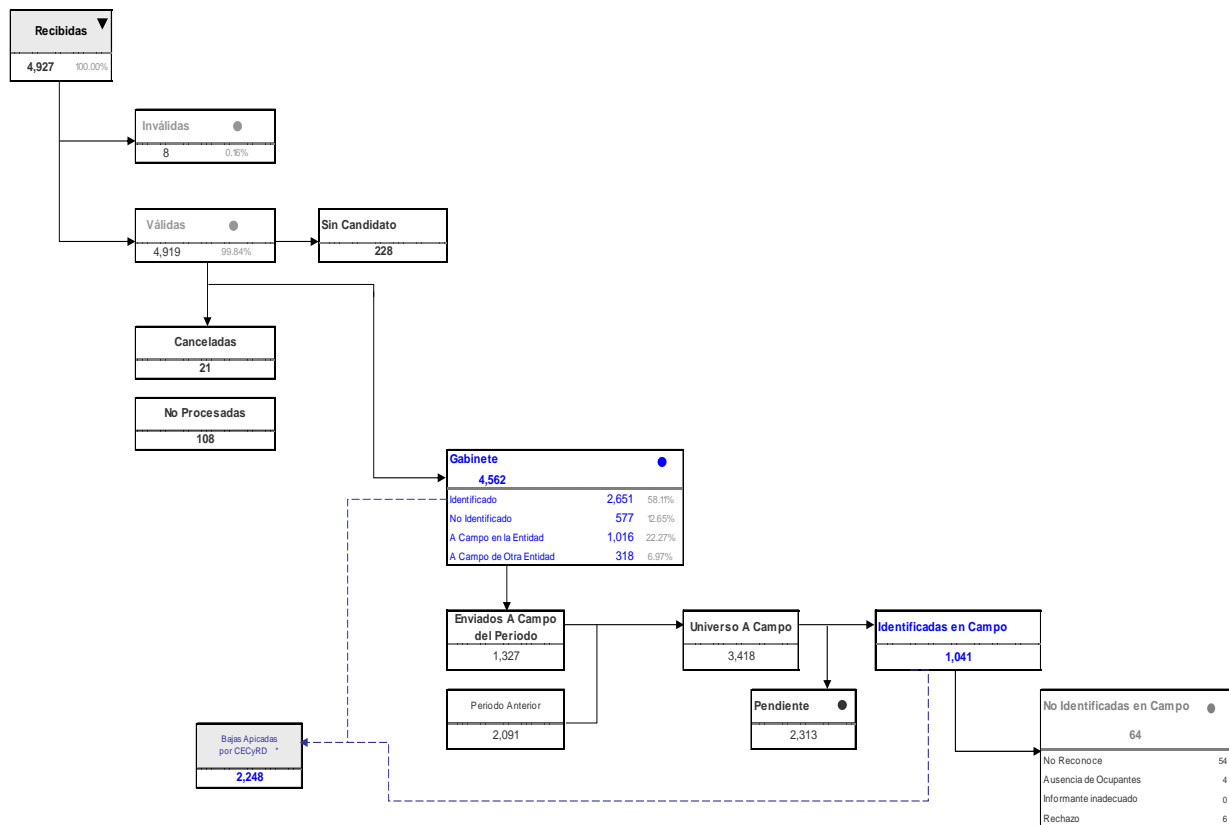 Recibidas
4,927 100.00%
Inválidas
8 0.16%
Válidas
4,919 99.84%
Sin Candidato
228
Canceladas
21
No Procesadas
108
Gabinete
4,562
Identificado 2,651 58.11%
No Identificado 577 12.65%
A Campo en la Entidad 1,016 22.27%
A Campo de Otra Entidad 318 6.97%
Enviados A Campo
del Periodo
1,327
Universo A Campo
3,418
Identificadas en Campo
1,041
Periodo Anterior
2,091
Pendiente
2,313
No Identificadas en Campo
64
No Reconoce 54
Ausencia de Ocupantes 4
Informante inadecuado 0
Rechazo 6
Bajas Apicadas
por CECyRD *
2,248